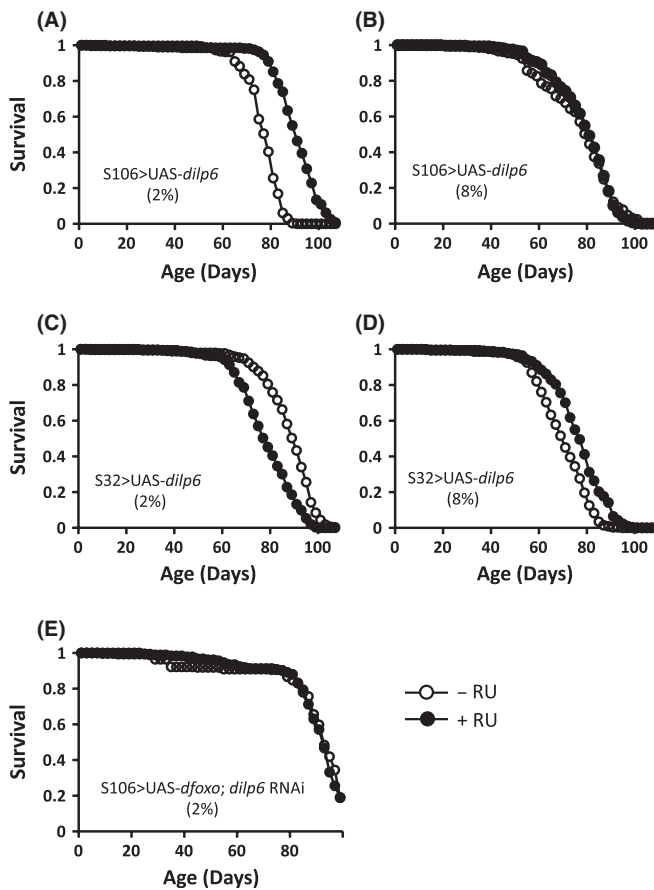 (A)
1
0.8
0.6
0.4
0.2
0
Survival
S106>UAS-dilp6
(2%)
0 20 40 60 80 100
Age (Days)
(B)
1
0.8
0.6
0.4
0.2
0
S106>UAS-dilp6
(8%)
0 20 40 60 80 100
Age (Days)
(C)
1
0.8
0.6
0.4
0.2
0
Survival
S32>UAS-dilp6
(2%)
0 20 40 60 80 100
Age (Days)
(D)
1
0.8
0.6
0.4
0.2
0
S32>UAS-dilp6
(8%)
0 20 40 60 80 100
Age (Days)
(E)
1
0.8
0.6
0.4
0.2
0
Survival
S106>UAS-dfoxo; dilp6 RNAi
(2%)
0 20 40 60 80
Age (Days)
– RU
+ RU